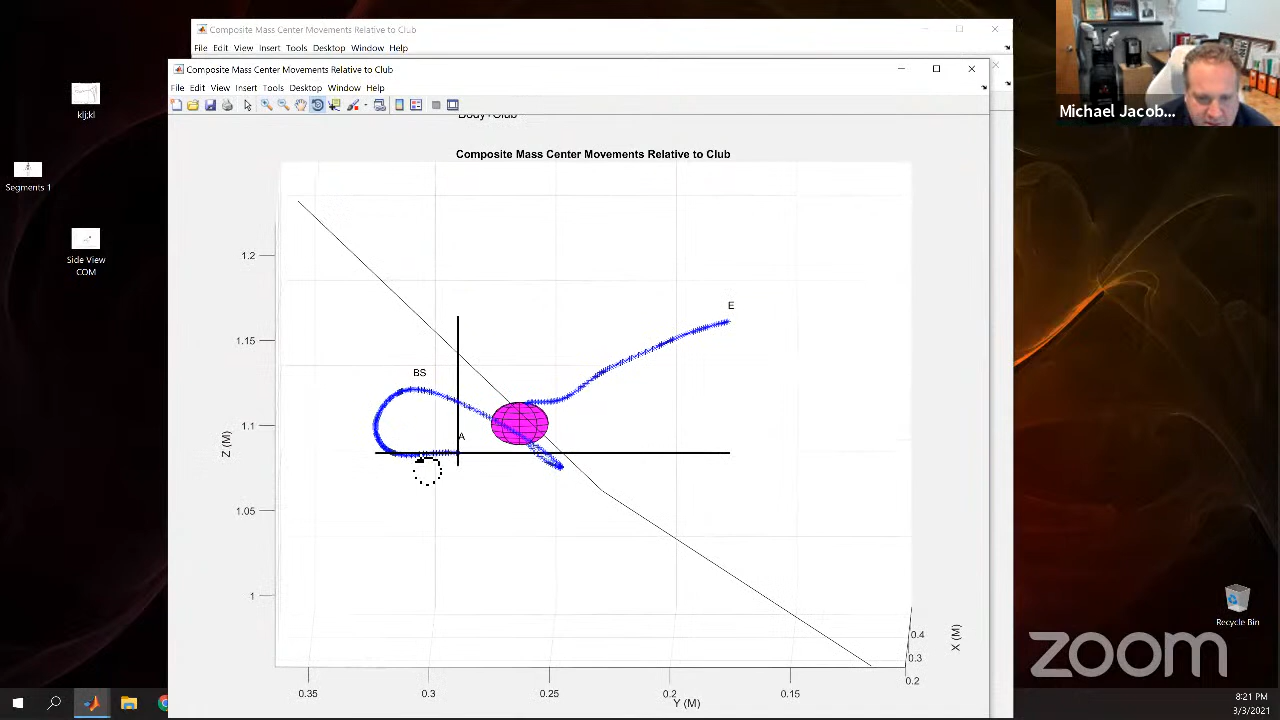 Composite Mass Center Movements Relative to Club
File Edit View Insert Tools Desktop Window Help
Composite Mass Center Movements Relative to Club
File Edit View Insert Tools Desktop Window Help
Body+Club
Composite Mass Center Movements Relative to Club
E
BS
A
Z (M)
1.2
1.15
1.1
1.05
1
0.35
0.3
0.25
0.2
0.15
Y (M)
0.4
0.3
0.2
X (M)
Segments 1
Side View
COM
Michael Jacob...
Recycle Bin
zoom
8:21 PM
3/3/2021